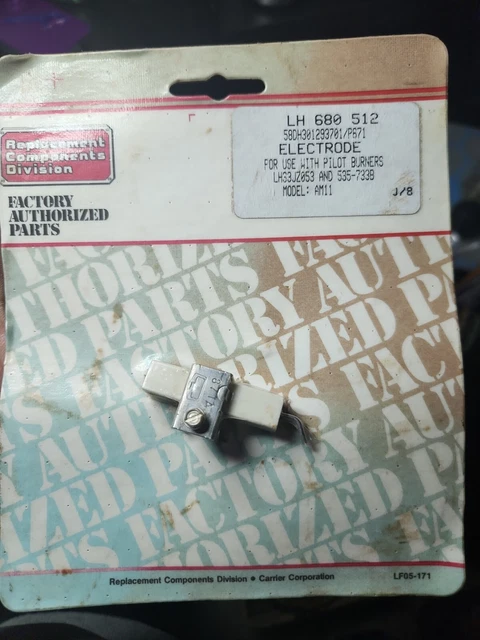 LH 680 512
58DH301293701/P671
ELECTRODE
FOR USE WITH PILOT BURNERS
LH33JZ053 AND 535-733B
MODEL: AM11
J/8
Replacement
Components
Division
FACTORY
AUTHORIZED
PARTS
Replacement Components Division • Carrier Corporation
LF05-171